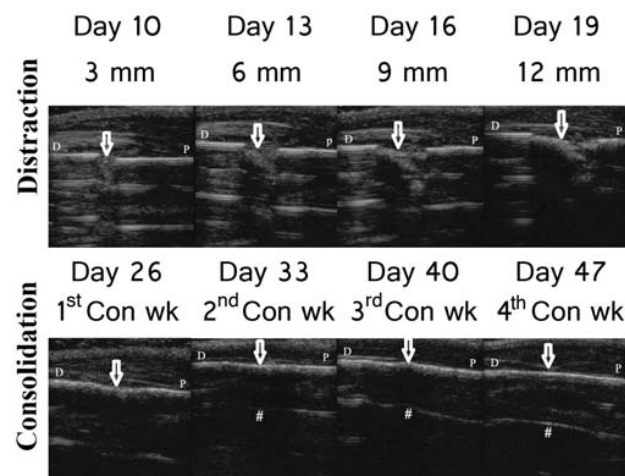 Day 10 Day 13 Day 16 Day 19
3 mm 6 mm 9 mm 12 mm
Distraction
D P D P D P D P
Day 26 Day 33 Day 40 Day 47
1st Con wk 2nd Con wk 3rd Con wk 4th Con wk
Consolidation
D P D P D P D P
# # #